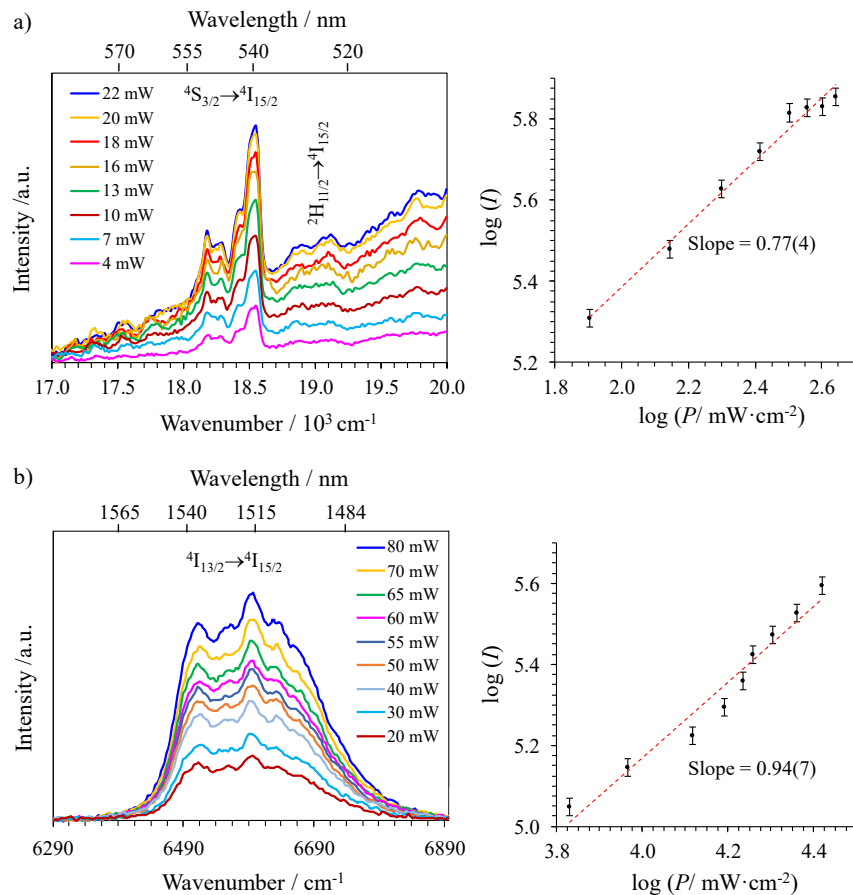 a)
Wavelength / nm
570 555 540 520
22 mW
20 mW
18 mW
16 mW
13 mW
10 mW
7 mW
4 mW
⁴S₃/₂→⁴I₁₅/₂
²H₁₁/₂→⁴I₁₅/₂
Intensity /a.u.
17.0 17.5 18.0 18.5 19.0 19.5 20.0
Wavenumber / 10³ cm⁻¹
log (I)
5.8
5.6
5.4
5.2
Slope = 0.77(4)
1.8 2.0 2.2 2.4 2.6
log (P/ mW·cm⁻²)
b)
Wavelength / nm
1565 1540 1515 1484
⁴I₁₃/₂→⁴I₁₅/₂
80 mW
70 mW
65 mW
60 mW
55 mW
50 mW
40 mW
30 mW
20 mW
Intensity /a.u.
6290 6490 6690 6890
Wavenumber / cm⁻¹
log (I)
5.6
5.4
5.2
5.0
Slope = 0.94(7)
3.8 4.0 4.2 4.4
log (P/ mW·cm⁻²)